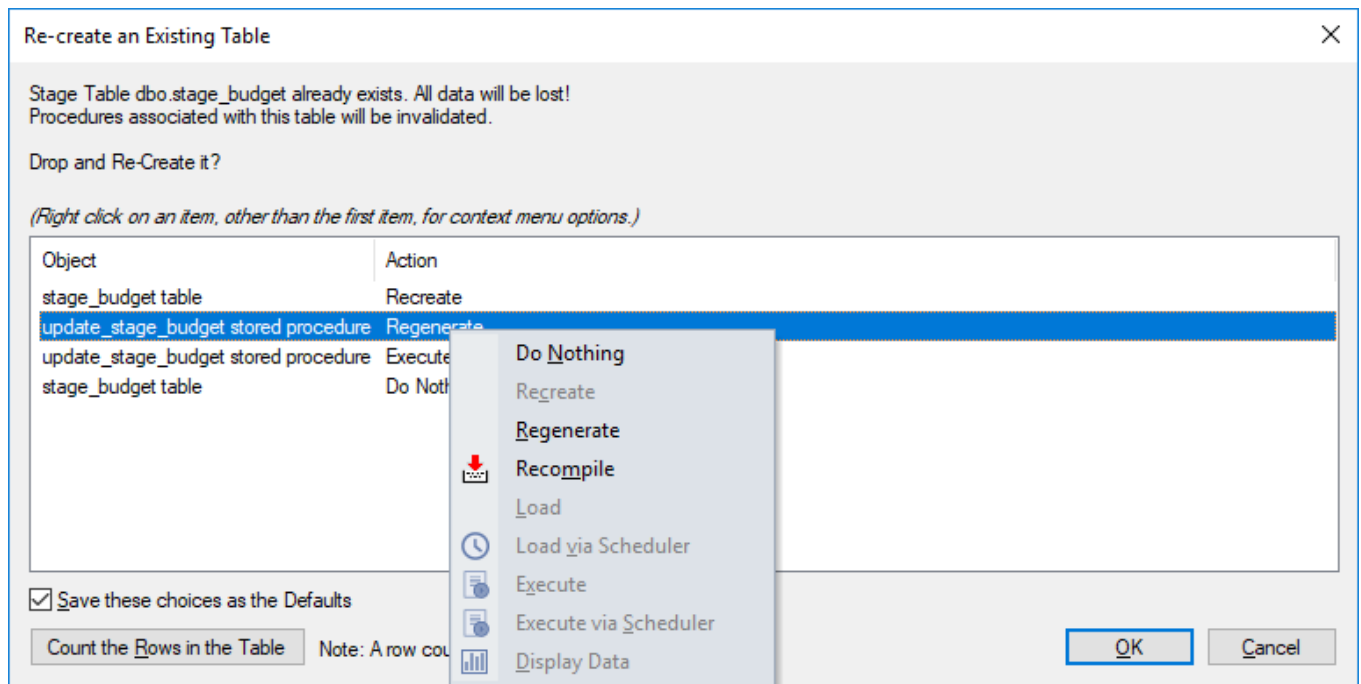 Re-create an Existing Table
Stage Table dbo.stage_budget already exists. All data will be lost!
Procedures associated with this table will be invalidated.
Drop and Re-Create it?
(Right click on an item, other than the first item, for context menu options.)
Object Action
stage_budget table Recreate
update_stage_budget stored procedure Regenerate
update_stage_budget stored procedure Execute
stage_budget table Do
Do Nothing
Recreate
Regenerate
Recompile
Load
Load via Scheduler
Execute
Execute via Scheduler
Display Data
Save these choices as the Defaults
Count the Rows in the Table Note: A row
OK Cancel